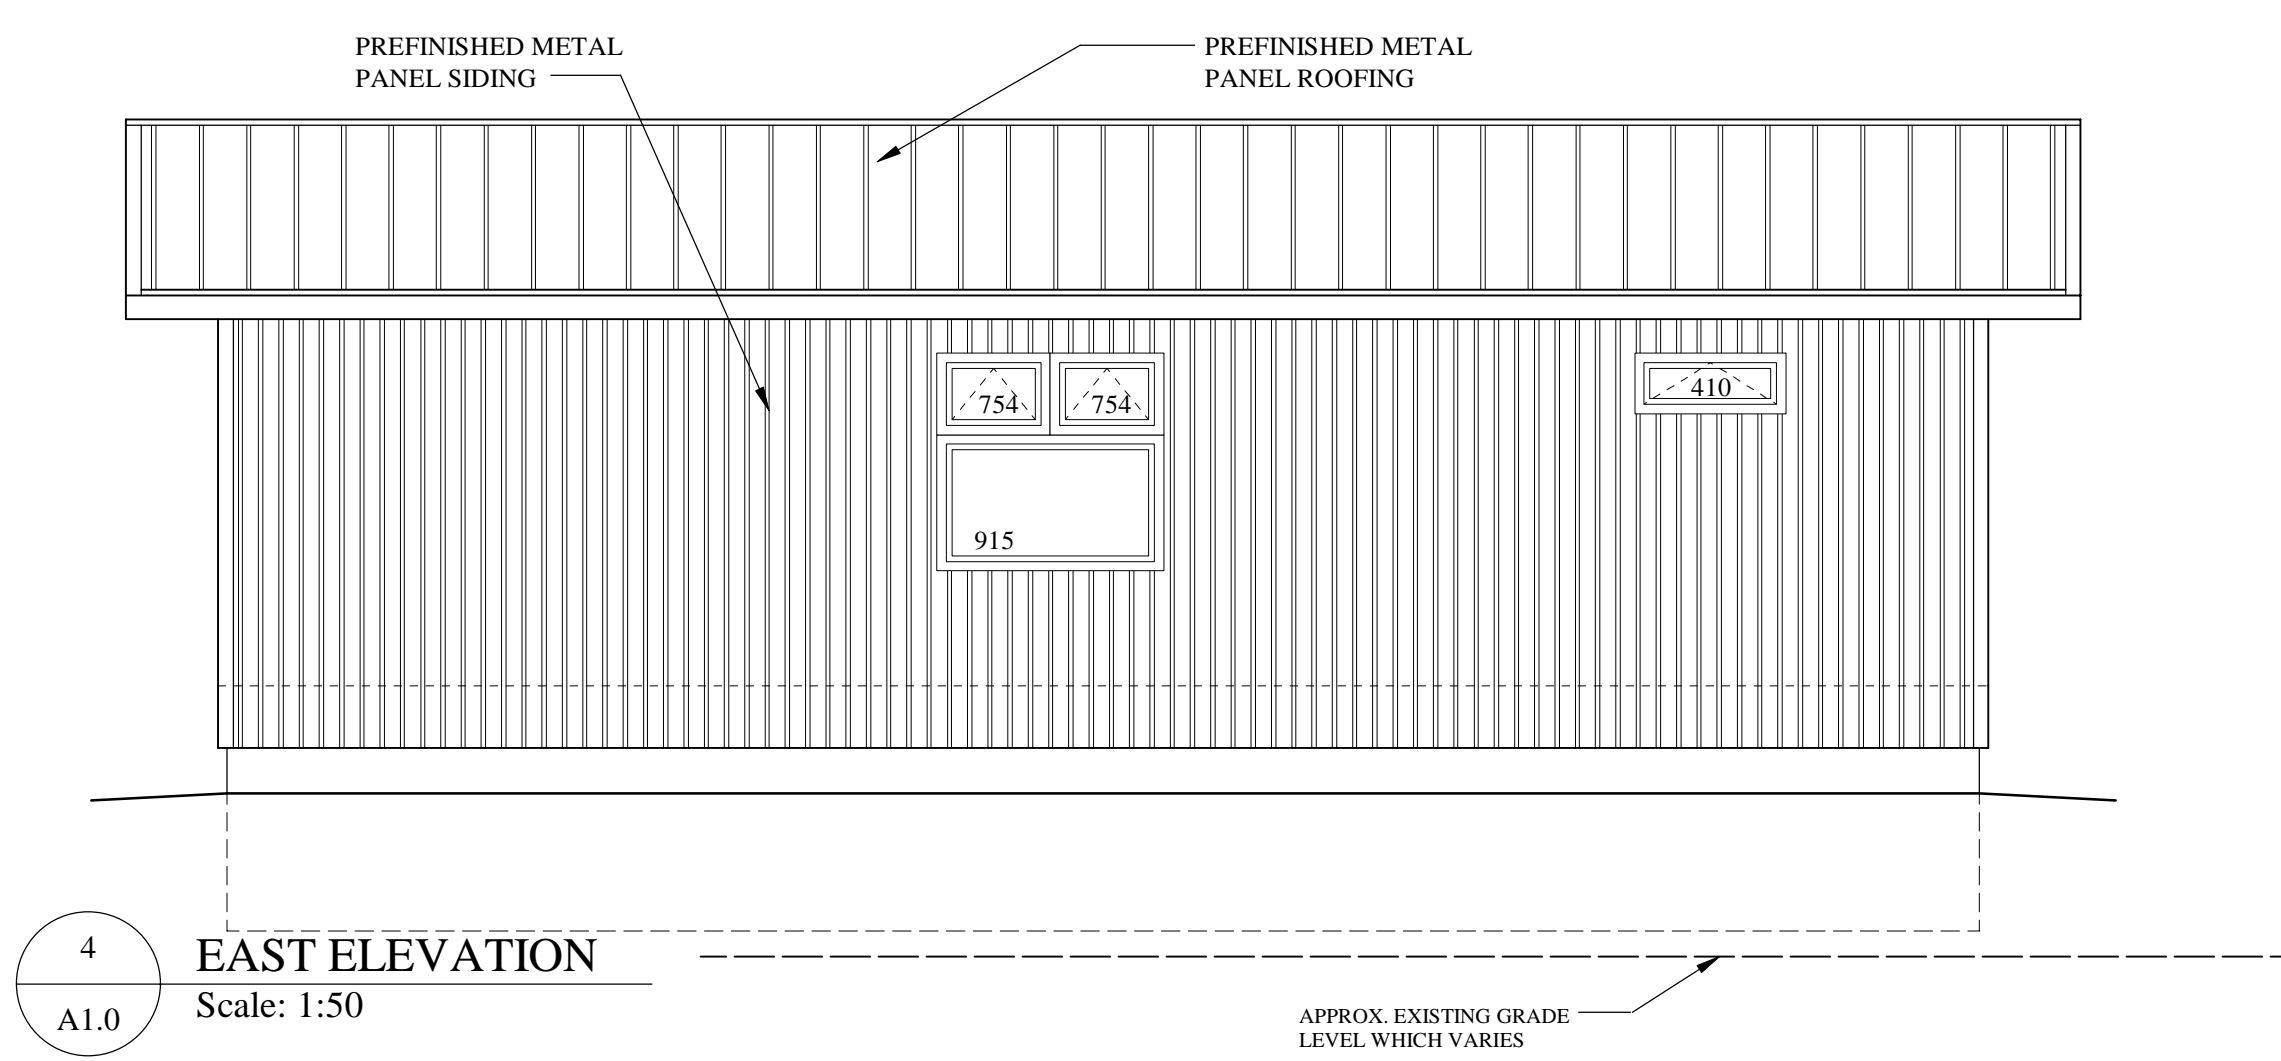 PREFINISHED METAL
PANEL SIDING
PREFINISHED METAL
PANEL ROOFING
754
754
410
915
4
A1.0
EAST ELEVATION
Scale: 1:50
APPROX. EXISTING GRADE
LEVEL WHICH VARIES